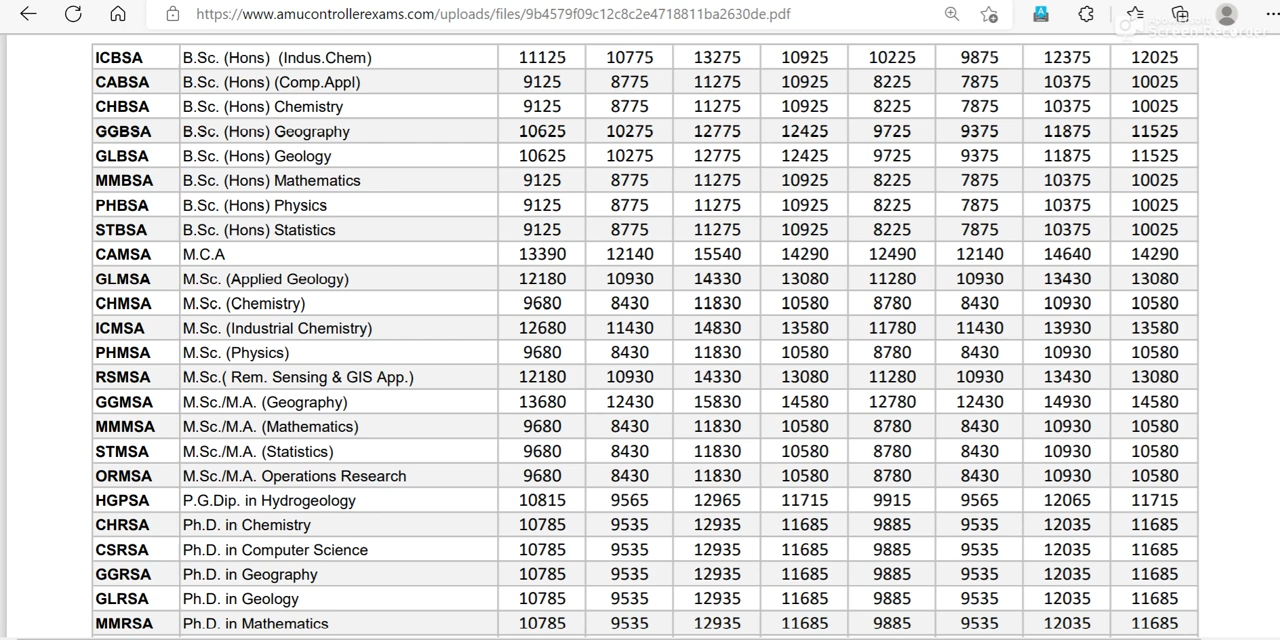 https://www.amucontrollerexams.com/uploads/files/9b4579f09c12c8c2e4718811ba2630de.pdf
Screen Recorder
ICBSA B.Sc. (Hons) (Indus.Chem) 11125 10775 13275 10925 10225 9875 12375 12025
CABSA B.Sc. (Hons) (Comp.Appl) 9125 8775 11275 10925 8225 7875 10375 10025
CHBSA B.Sc. (Hons) Chemistry 9125 8775 11275 10925 8225 7875 10375 10025
GGBSA B.Sc. (Hons) Geography 10625 10275 12775 12425 9725 9375 11875 11525
GLBSA B.Sc. (Hons) Geology 10625 10275 12775 12425 9725 9375 11875 11525
MMBSA B.Sc. (Hons) Mathematics 9125 8775 11275 10925 8225 7875 10375 10025
PHBSA B.Sc. (Hons) Physics 9125 8775 11275 10925 8225 7875 10375 10025
STBSA B.Sc. (Hons) Statistics 9125 8775 11275 10925 8225 7875 10375 10025
CAMSA M.C.A 13390 12140 15540 14290 12490 12140 14640 14290
GLMSA M.Sc. (Applied Geology) 12180 10930 14330 13080 11280 10930 13430 13080
CHMSA M.Sc. (Chemistry) 9680 8430 11830 10580 8780 8430 10930 10580
ICMSA M.Sc. (Industrial Chemistry) 12680 11430 14830 13580 11780 11430 13930 13580
PHMSA M.Sc. (Physics) 9680 8430 11830 10580 8780 8430 10930 10580
RSMSA M.Sc.( Rem. Sensing & GIS App.) 12180 10930 14330 13080 11280 10930 13430 13080
GGMSA M.Sc./M.A. (Geography) 13680 12430 15830 14580 12780 12430 14930 14580
MMMSA M.Sc./M.A. (Mathematics) 9680 8430 11830 10580 8780 8430 10930 10580
STMSA M.Sc./M.A. (Statistics) 9680 8430 11830 10580 8780 8430 10930 10580
ORMSA M.Sc./M.A. Operations Research 9680 8430 11830 10580 8780 8430 10930 10580
HGPSA P.G.Dip. in Hydrogeology 10815 9565 12965 11715 9915 9565 12065 11715
CHRSA Ph.D. in Chemistry 10785 9535 12935 11685 9885 9535 12035 11685
CSRSA Ph.D. in Computer Science 10785 9535 12935 11685 9885 9535 12035 11685
GGRSA Ph.D. in Geography 10785 9535 12935 11685 9885 9535 12035 11685
GLRSA Ph.D. in Geology 10785 9535 12935 11685 9885 9535 12035 11685
MMRSA Ph.D. in Mathematics 10785 9535 12935 11685 9885 9535 12035 11685